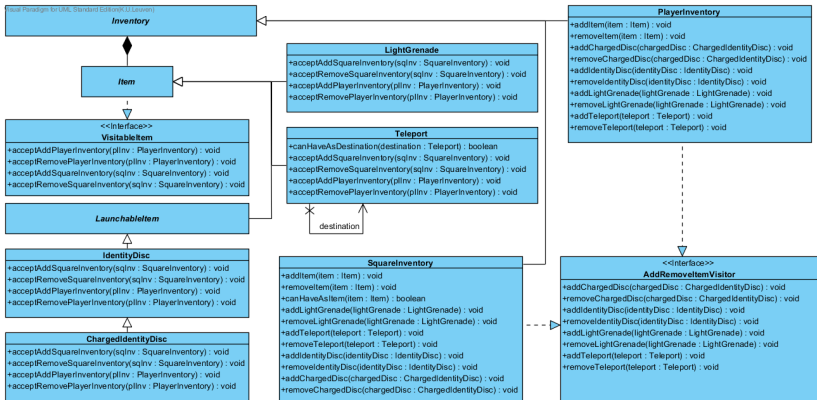 Visual Paradigm for UML Standard Edition(K.U.Leuven)
Inventory
Item
<<Interface>>
VisitableItem
+acceptAddPlayerInventory(plInv : PlayerInventory) : void
+acceptRemovePlayerInventory(plInv : PlayerInventory) : void
+acceptAddSquareInventory(sqInv : SquareInventory) : void
+acceptRemoveSquareInventory(sqInv : SquareInventory) : void
LaunchableItem
IdentityDisc
+acceptAddSquareInventory(sqInv : SquareInventory) : void
+acceptRemoveSquareInventory(sqInv : SquareInventory) : void
+acceptAddPlayerInventory(plInv : PlayerInventory) : void
+acceptRemovePlayerInventory(plInv : PlayerInventory) : void
ChargedIdentityDisc
+acceptAddSquareInventory(sqInv : SquareInventory) : void
+acceptRemoveSquareInventory(sqInv : SquareInventory) : void
+acceptAddPlayerInventory(plInv : PlayerInventory) : void
+acceptRemovePlayerInventory(plInv : PlayerInventory) : void
LightGrenade
+acceptAddSquareInventory(sqInv : SquareInventory) : void
+acceptRemoveSquareInventory(sqInv : SquareInventory) : void
+acceptAddPlayerInventory(plInv : PlayerInventory) : void
+acceptRemovePlayerInventory(plInv : PlayerInventory) : void
Teleport
+canHaveAsDestination(destination : Teleport) : boolean
+acceptAddSquareInventory(sqInv : SquareInventory) : void
+acceptRemoveSquareInventory(sqInv : SquareInventory) : void
+acceptAddPlayerInventory(plInv : PlayerInventory) : void
+acceptRemovePlayerInventory(plInv : PlayerInventory) : void
destination
SquareInventory
+addItem(item : Item) : void
+removeItem(item : Item) : void
+canHaveAsItem(item : Item) : boolean
+addLightGrenade(lightGrenade : LightGrenade) : void
+removeLightGrenade(lightGrenade : LightGrenade) : void
+addTeleport(teleport : Teleport) : void
+removeTeleport(teleport : Teleport) : void
+addIdentityDisc(identityDisc : IdentityDisc) : void
+removeIdentityDisc(identityDisc : IdentityDisc) : void
+addChargedDisc(chargedDisc : ChargedIdentityDisc) : void
+removeChargedDisc(chargedDisc : ChargedIdentityDisc) : void
PlayerInventory
+addItem(item : Item) : void
+removeItem(item : Item) : void
+addChargedDisc(chargedDisc : ChargedIdentityDisc) : void
+removeChargedDisc(chargedDisc : ChargedIdentityDisc) : void
+addIdentityDisc(identityDisc : IdentityDisc) : void
+removeIdentityDisc(identityDisc : IdentityDisc) : void
+addLightGrenade(lightGrenade : LightGrenade) : void
+removeLightGrenade(lightGrenade : LightGrenade) : void
+addTeleport(teleport : Teleport) : void
+removeTeleport(teleport : Teleport) : void
<<Interface>>
AddRemoveItemVisitor
+addChargedDisc(chargedDisc : ChargedIdentityDisc) : void
+removeChargedDisc(chargedDisc : ChargedIdentityDisc) : void
+addIdentityDisc(identityDisc : IdentityDisc) : void
+removeIdentityDisc(identityDisc : IdentityDisc) : void
+addLightGrenade(lightGrenade : LightGrenade) : void
+removeLightGrenade(lightGrenade : LightGrenade) : void
+addTeleport(teleport : Teleport) : void
+removeTeleport(teleport : Teleport) : void